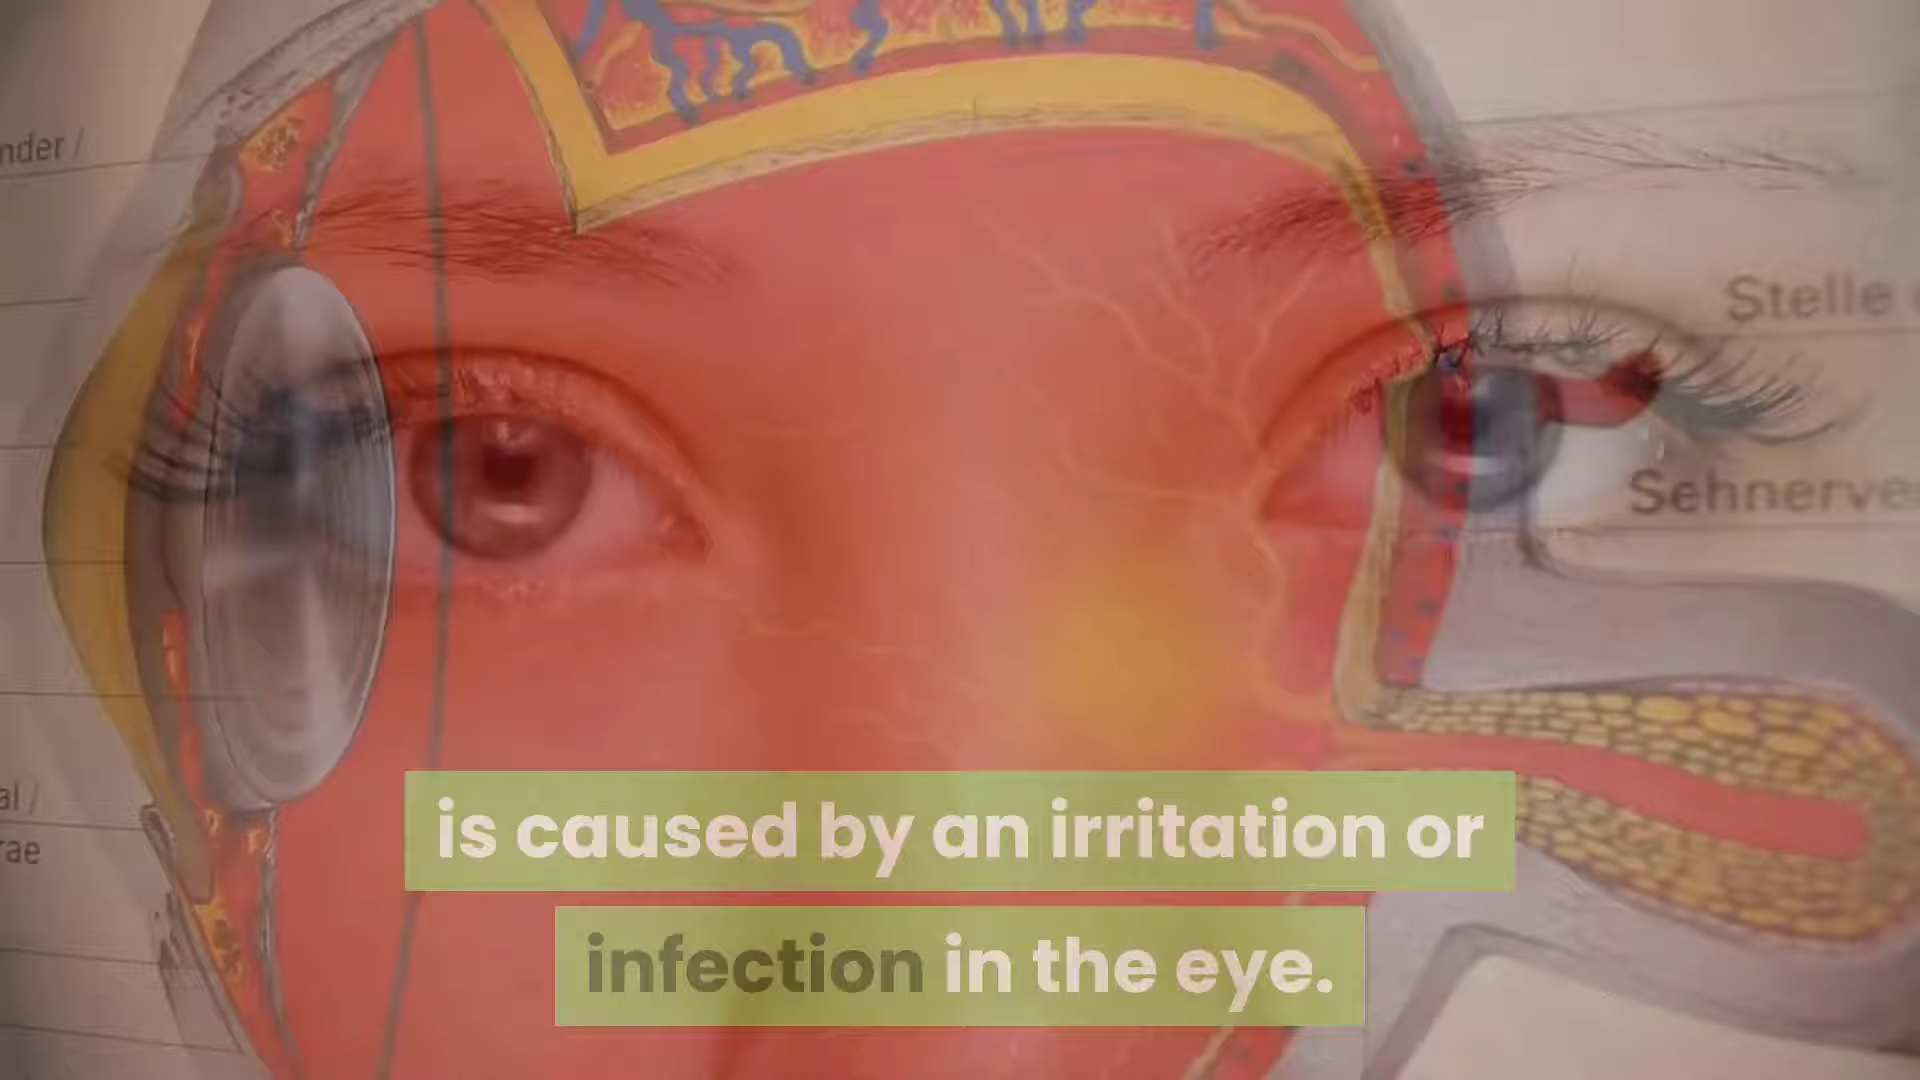 nder /
Stelle
Sehnerve
al /
rae
is caused by an irritation or
infection in the eye.